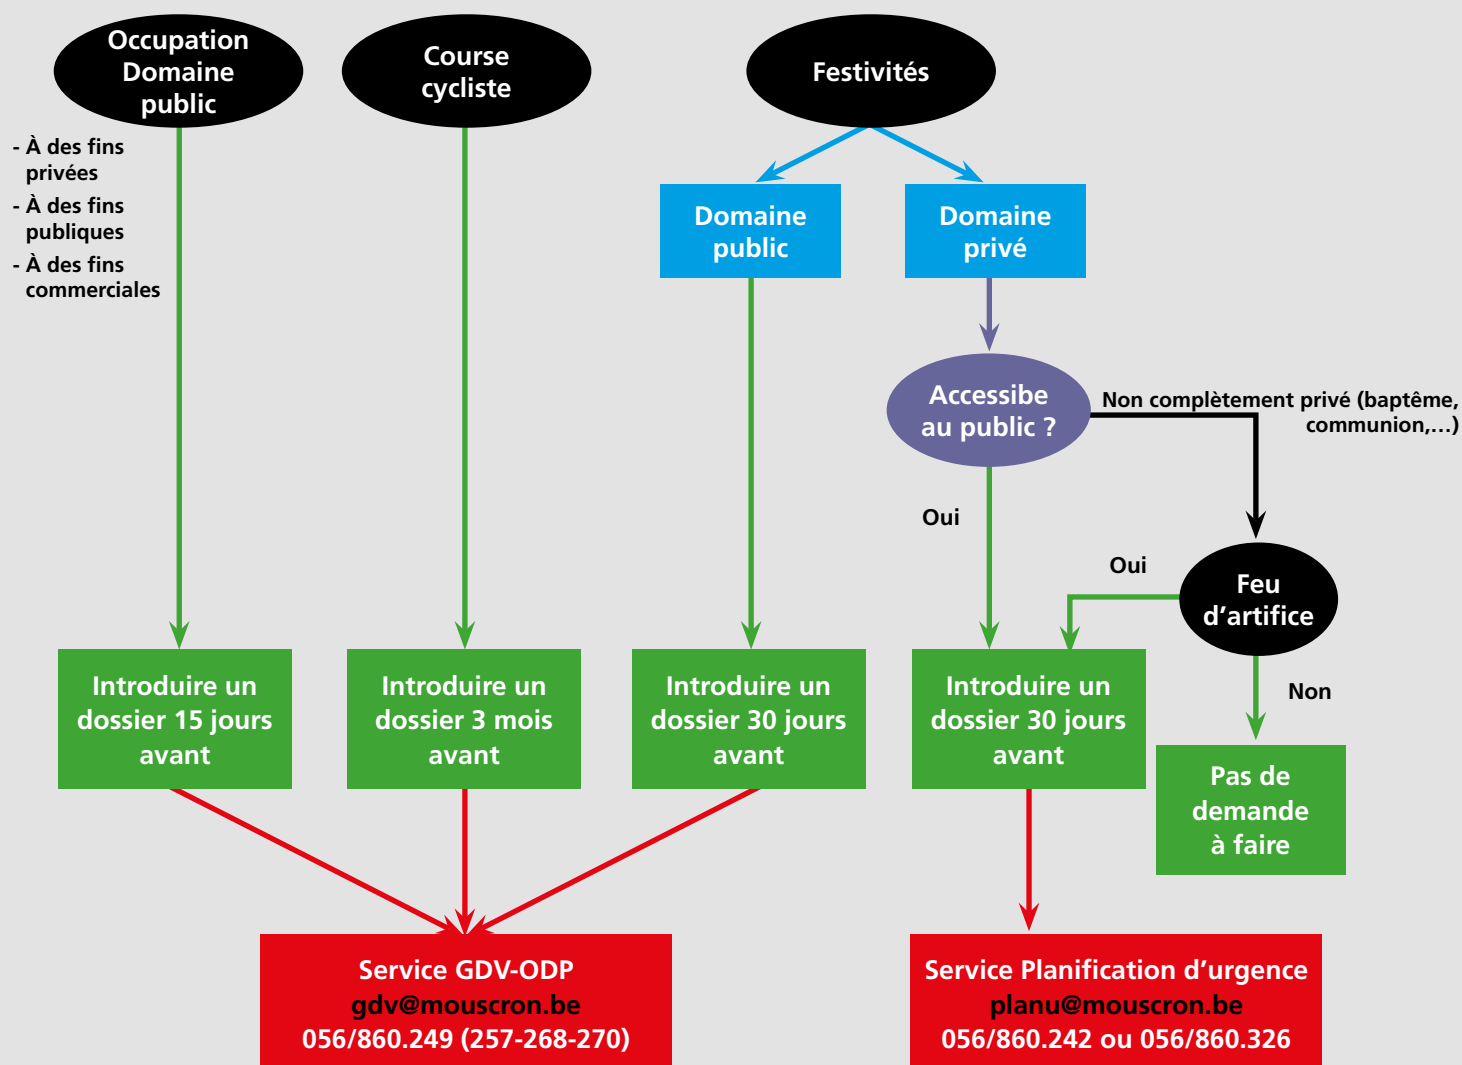 Occupation
Domaine
public
Course
cycliste
Festivités
- À des fins
privées
- À des fins
publiques
- À des fins
commerciales
Domaine
public
Domaine
privé
Accessibe
au public ?
Non complètement privé (baptême,
communion,...)
Oui
Oui
Feu
d’artifice
Non
Introduire un
dossier 15 jours
avant
Introduire un
dossier 3 mois
avant
Introduire un
dossier 30 jours
avant
Introduire un
dossier 30 jours
avant
Pas de
demande
à faire
Service GDV-ODP
gdv@mouscron.be
056/860.249 (257-268-270)
Service Planification d’urgence
planu@mouscron.be
056/860.242 ou 056/860.326